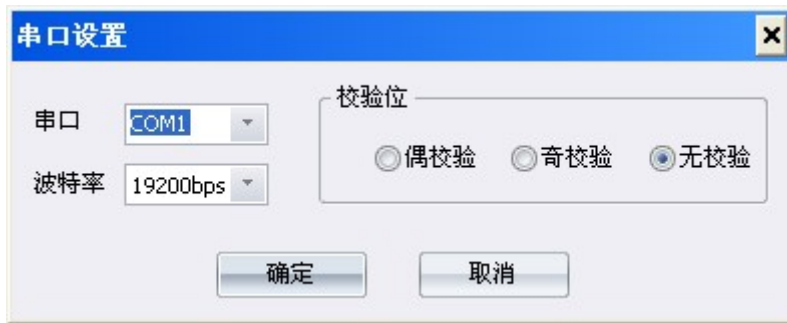 串口设置
校验位
串口 COM1
偶校验 奇校验 无校验
波特率 19200bps
确定 取消